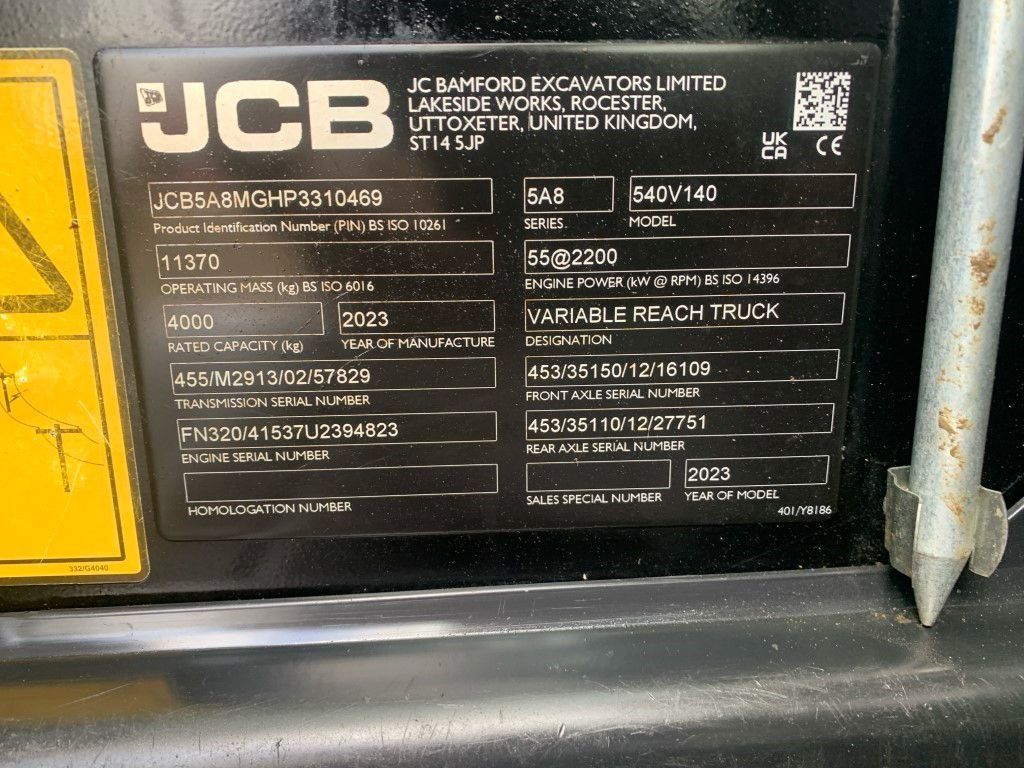 JCB
JC BAMFORD EXCAVATORS LIMITED
LAKESIDE WORKS, ROCESTER,
UTTOXETER, UNITED KINGDOM,
ST14 5JP
UK
CA CE
JCB5A8MGHP3310469
Product Identification Number (PIN) BS ISO 10261
5A8
SERIES
540V140
MODEL
11370
OPERATING MASS (kg) BS ISO 6016
55@2200
ENGINE POWER (kW @ RPM) BS ISO 14396
4000
RATED CAPACITY (kg)
2023
YEAR OF MANUFACTURE
VARIABLE REACH TRUCK
DESIGNATION
455/M2913/02/57829
TRANSMISSION SERIAL NUMBER
453/35150/12/16109
FRONT AXLE SERIAL NUMBER
FN320/41537U2394823
ENGINE SERIAL NUMBER
453/35110/12/27751
REAR AXLE SERIAL NUMBER
HOMOLOGATION NUMBER
SALES SPECIAL NUMBER
2023
YEAR OF MODEL
401/Y8186
332/G4040